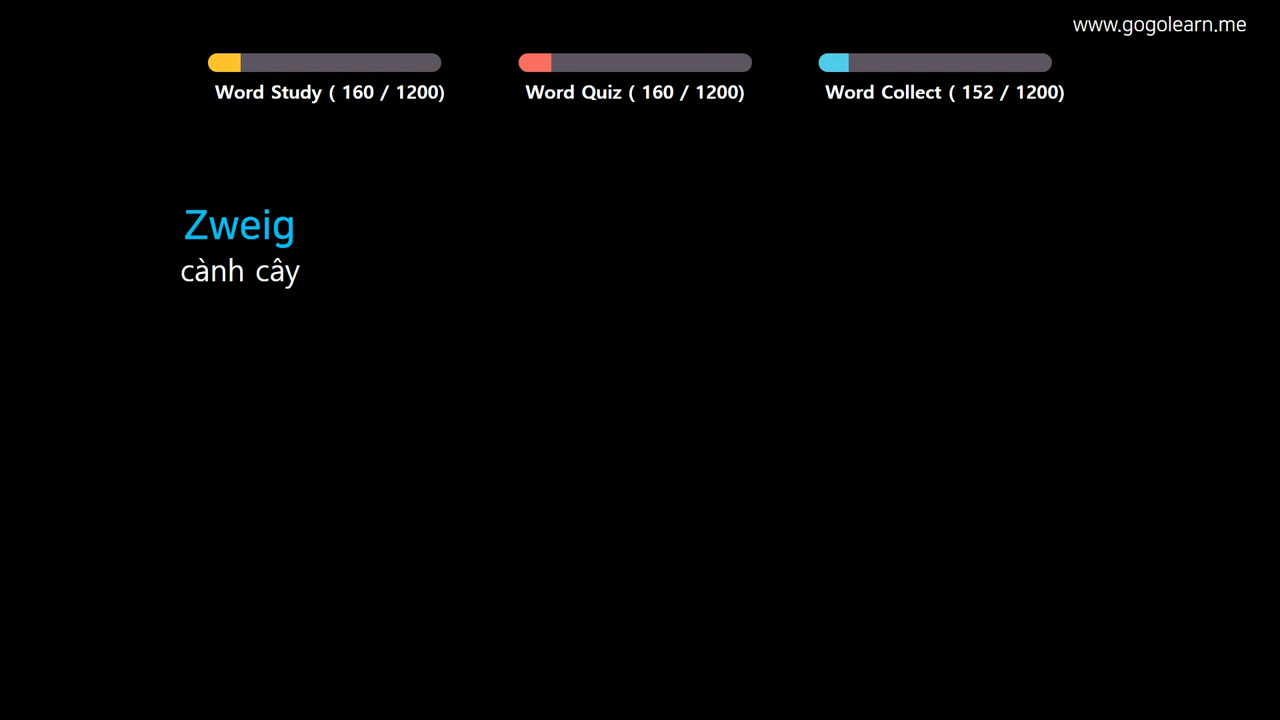 www.gogolearn.me
Word Study ( 160 / 1200)
Word Quiz ( 160 / 1200)
Word Collect ( 152 / 1200)
Zweig
cành cây